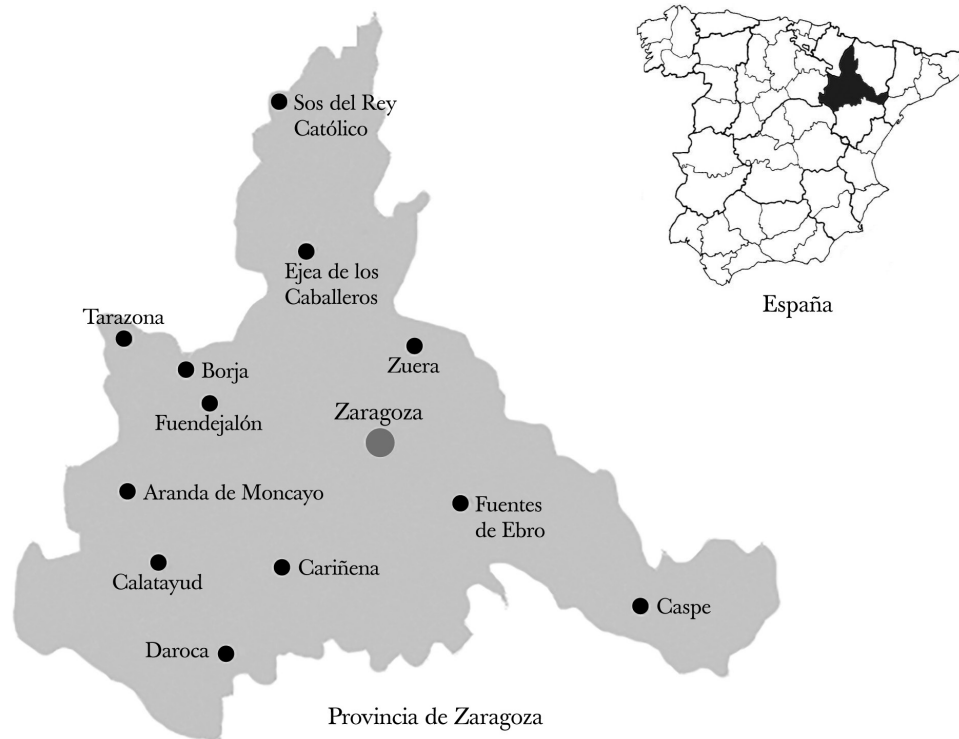 Sos del Rey
Católico
Ejea de los
Caballeros
España
Tarazona
Zuera
Borja
Fuendejalón
Zaragoza
Aranda de Moncayo
Fuentes
de Ebro
Calatayud
Cariñena
Caspe
Daroca
Provincia de Zaragoza